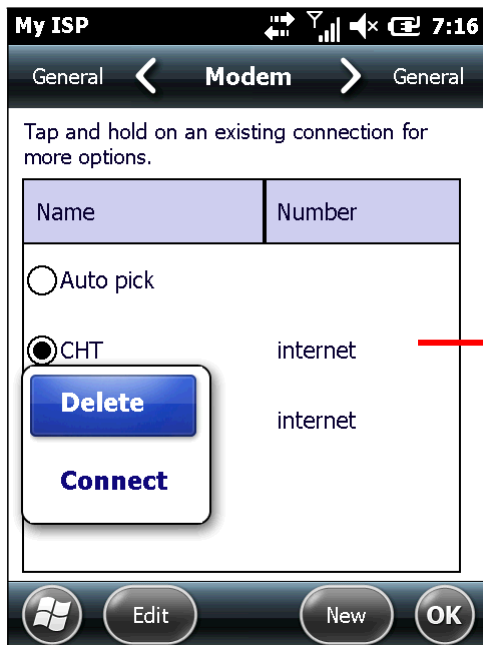 My ISP 7:16
General Modem General
Tap and hold on an existing connection for
more options.
Name Number
Auto pick
CHT internet
Delete
internet
Connect
Edit New OK